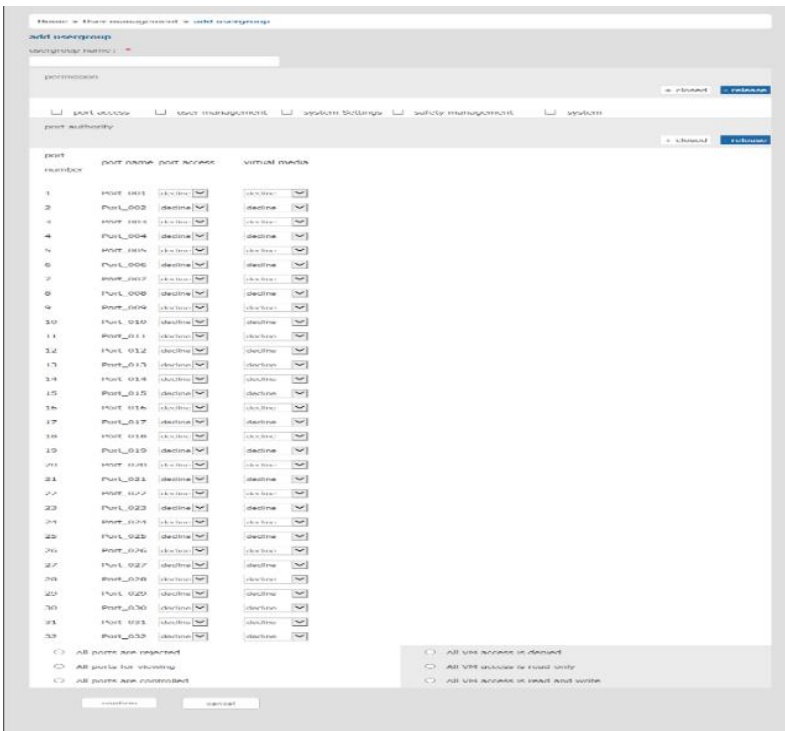 Home > User management > add usergroup
add usergroup
usergroup name: *
permission
+ closed - release
port access user management system Settings safety management system
port authority
+ closed - release
port number port name port access virtual media
1 Port_001 decline decline
2 Port_002 decline decline
3 Port_003 decline decline
4 Port_004 decline decline
5 Port_005 decline decline
6 Port_006 decline decline
7 Port_007 decline decline
8 Port_008 decline decline
9 Port_009 decline decline
10 Port_010 decline decline
11 Port_011 decline decline
12 Port_012 decline decline
13 Port_013 decline decline
14 Port_014 decline decline
15 Port_015 decline decline
16 Port_016 decline decline
17 Port_017 decline decline
18 Port_018 decline decline
19 Port_019 decline decline
20 Port_020 decline decline
21 Port_021 decline decline
22 Port_022 decline decline
23 Port_023 decline decline
24 Port_024 decline decline
25 Port_025 decline decline
26 Port_026 decline decline
27 Port_027 decline decline
28 Port_028 decline decline
29 Port_029 decline decline
30 Port_030 decline decline
31 Port_031 decline decline
32 Port_032 decline decline
All ports are rejected All VM access is denied
All ports for viewing All VM access is read only
All ports are controlled All VM access is read and write
confirm cancel